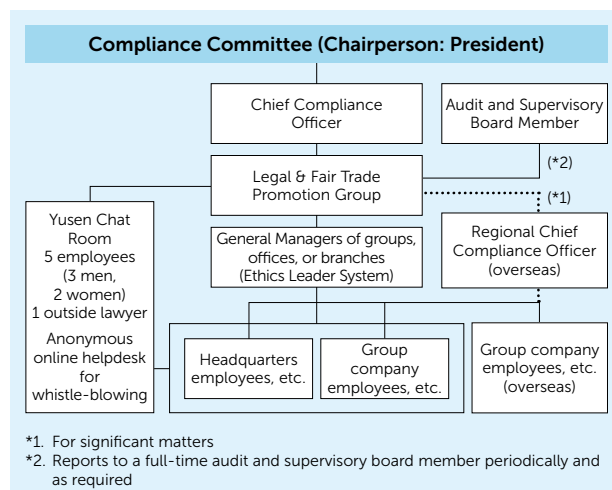 Compliance Committee (Chairperson: President)
Chief Compliance
Officer
Audit and Supervisory
Board Member
(*2)
Legal & Fair Trade
Promotion Group
(*1)
Yusen Chat
Room
5 employees
(3 men,
2 women)
1 outside lawyer
Anonymous
online helpdesk
for
whistle-blowing
General Managers of groups,
offices, or branches
(Ethics Leader System)
Regional Chief
Compliance Officer
(overseas)
Headquarters
employees, etc.
Group
company
employees, etc.
Group company
employees, etc.
(overseas)
*1. For significant matters
*2. Reports to a full-time audit and supervisory board member periodically and
as required